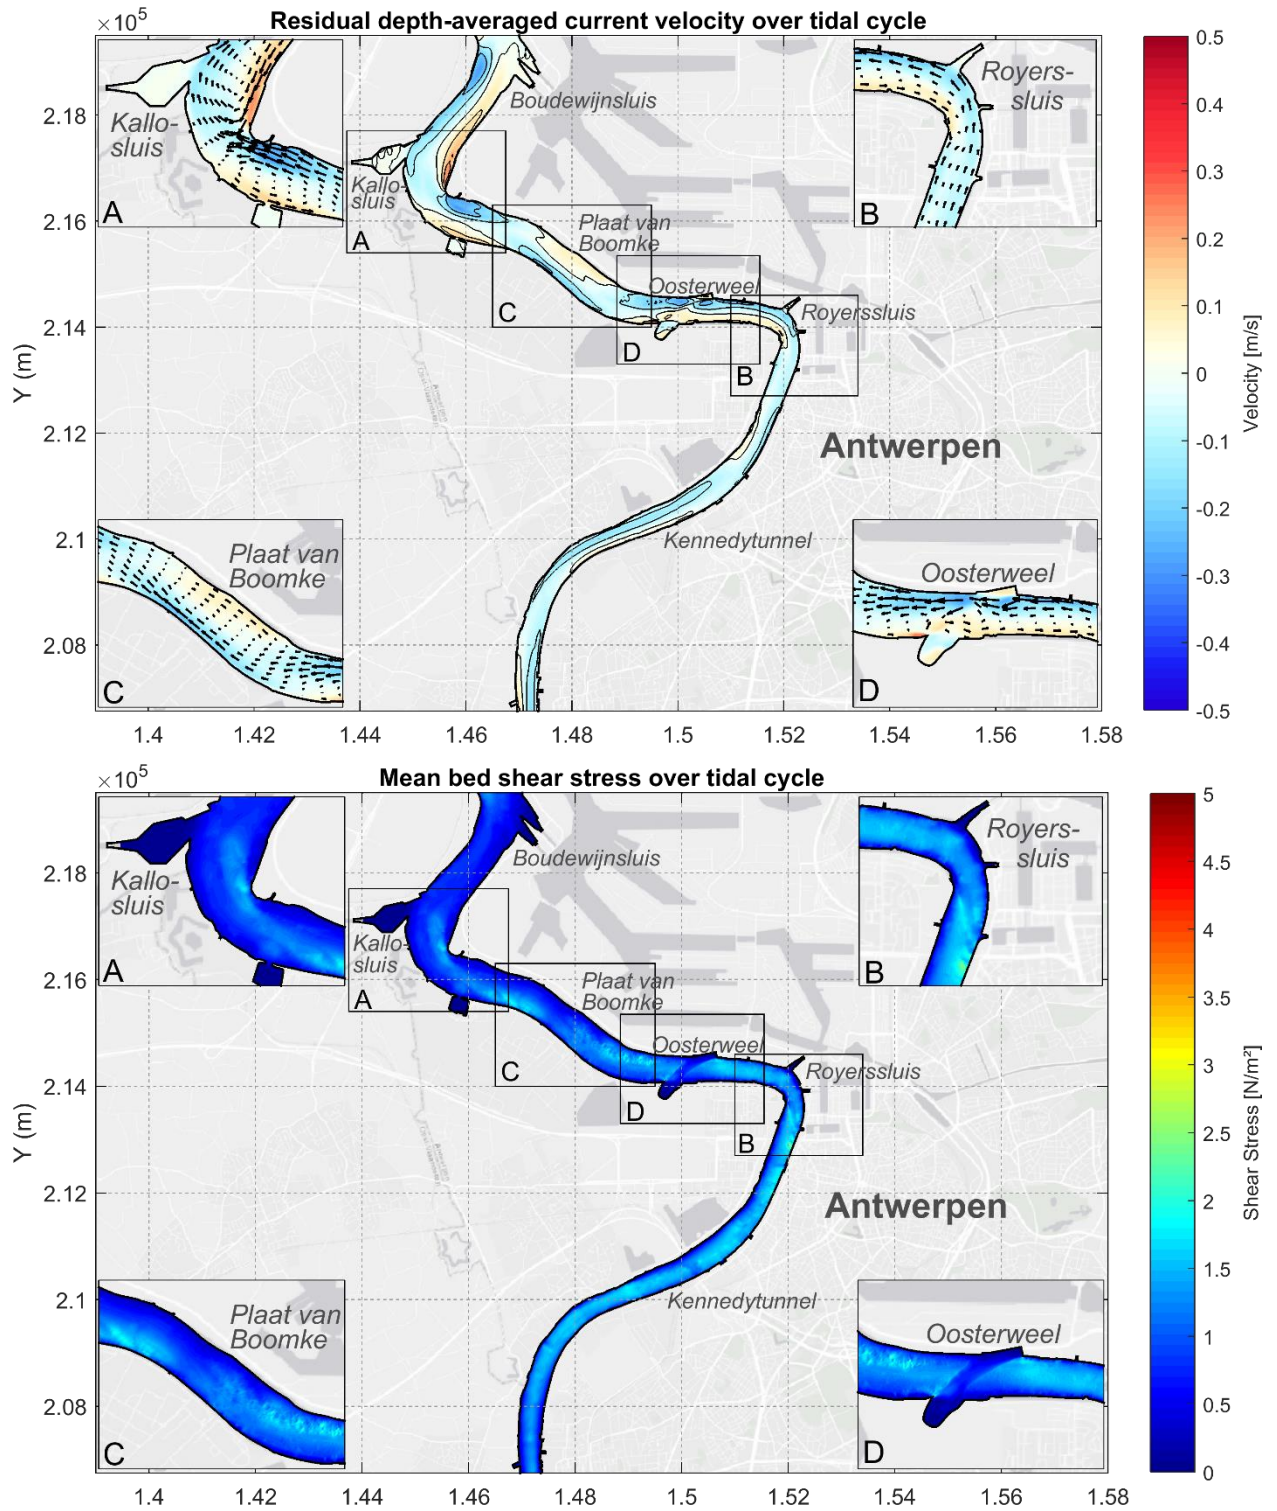 Residual depth-averaged current velocity over tidal cycle
×10⁵
2.18
2.16
2.14
2.12
2.1
2.08
Y (m)
1.4
1.42
1.44
1.46
1.48
1.5
1.52
1.54
1.56
1.58
Kallo-
sluis
A
Royers-
sluis
B
Plaat van
Boomke
C
Oosterweel
D
Boudewijnsluis
Kallo-
sluis
A
Plaat van
Boomke
C
Oosterweel
D
Royerssluis
B
Antwerpen
Kennedytunnel
0.5
0.4
0.3
0.2
0.1
0
-0.1
-0.2
-0.3
-0.4
-0.5
Velocity [m/s]
Mean bed shear stress over tidal cycle
×10⁵
2.18
2.16
2.14
2.12
2.1
2.08
Y (m)
1.4
1.42
1.44
1.46
1.48
1.5
1.52
1.54
1.56
1.58
Kallo-
sluis
A
Royers-
sluis
B
Plaat van
Boomke
C
Oosterweel
D
Boudewijnsluis
Kallo-
sluis
A
Plaat van
Boomke
C
Oosterweel
D
Royerssluis
B
Antwerpen
Kennedytunnel
5
4.5
4
3.5
3
2.5
2
1.5
1
0.5
0
Shear Stress [N/m²]